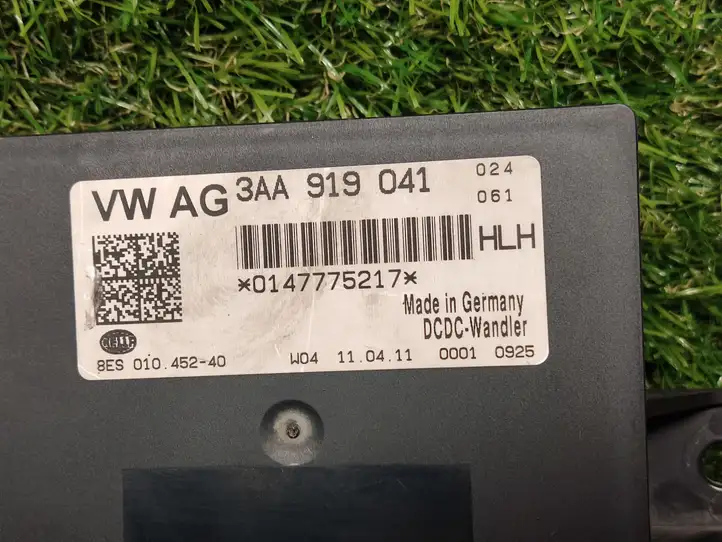 VW AG 3AA 919 041 024
061
HLH
*0147775217*
Made in Germany
DCDC-Wandler
HELLA
8ES 010.452-40 W04 11.04.11 0001 0925